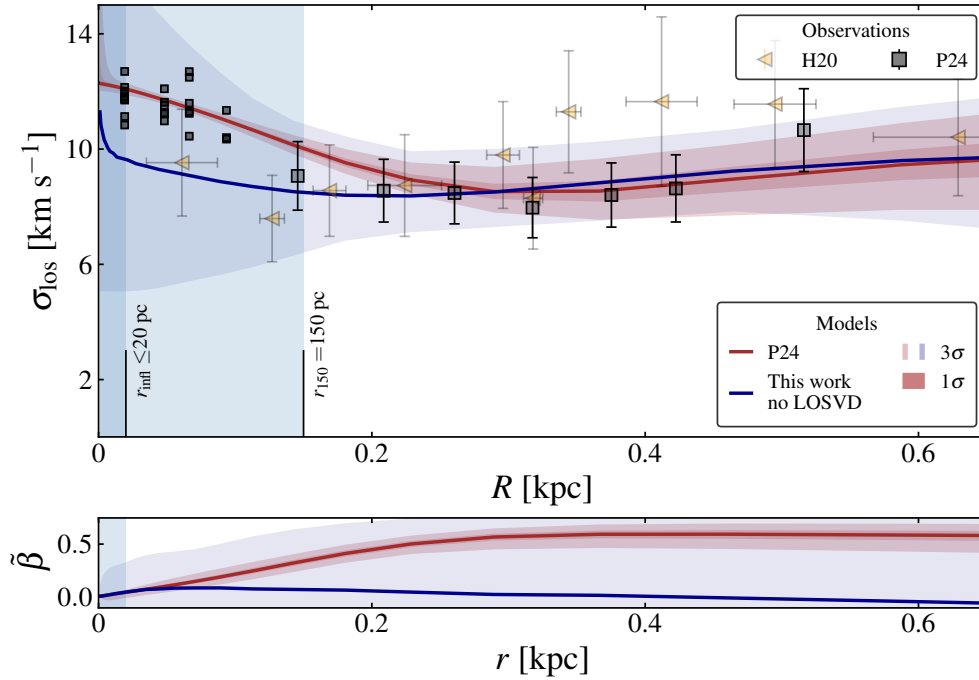 14
10
6
2
σlos [km s⁻¹]
Observations
H20
P24
rinfl ≤20 pc
r150 =150 pc
Models
P24
3σ
This work
no LOSVD
1σ
0
0.2
0.4
0.6
R [kpc]
0.5
0.0
β̃
0
0.2
0.4
0.6
r [kpc]